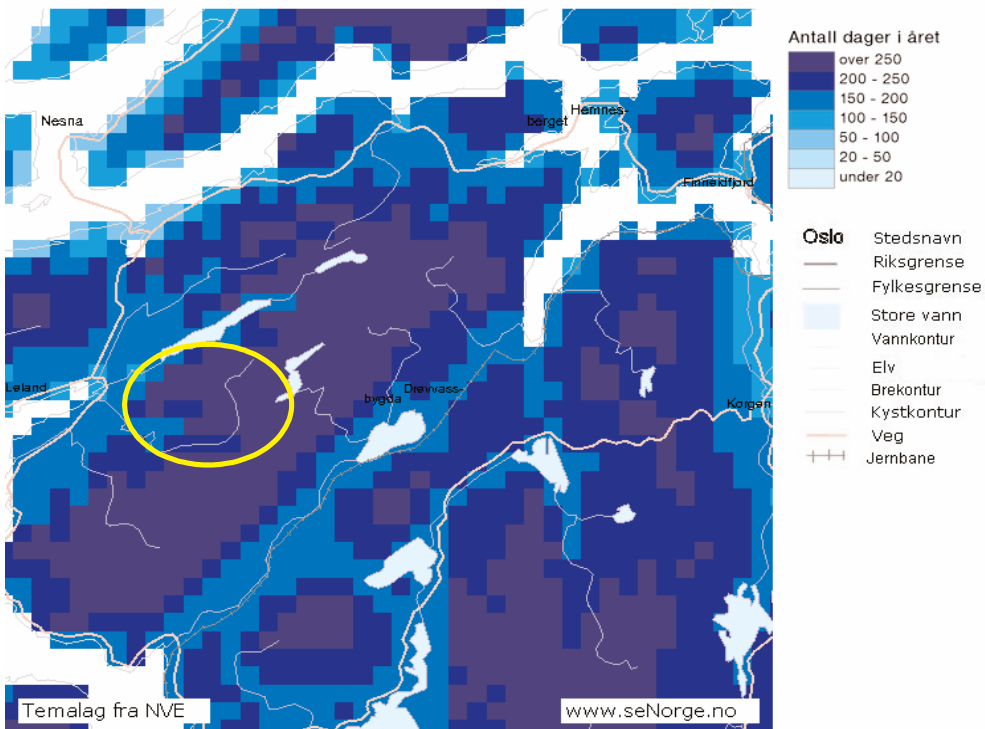 Nesna
Hemnes-
berget
Finneidfjord
Leland
Drevvass-
bygda
Korgen
Temalag fra NVE
www.seNorge.no
Antall dager i året
over 250
200 - 250
150 - 200
100 - 150
50 - 100
20 - 50
under 20
Oslo Stedsnavn
Riksgrense
Fylkesgrense
Store vann
Vannkontur
Elv
Brekontur
Kystkontur
Veg
Jernbane